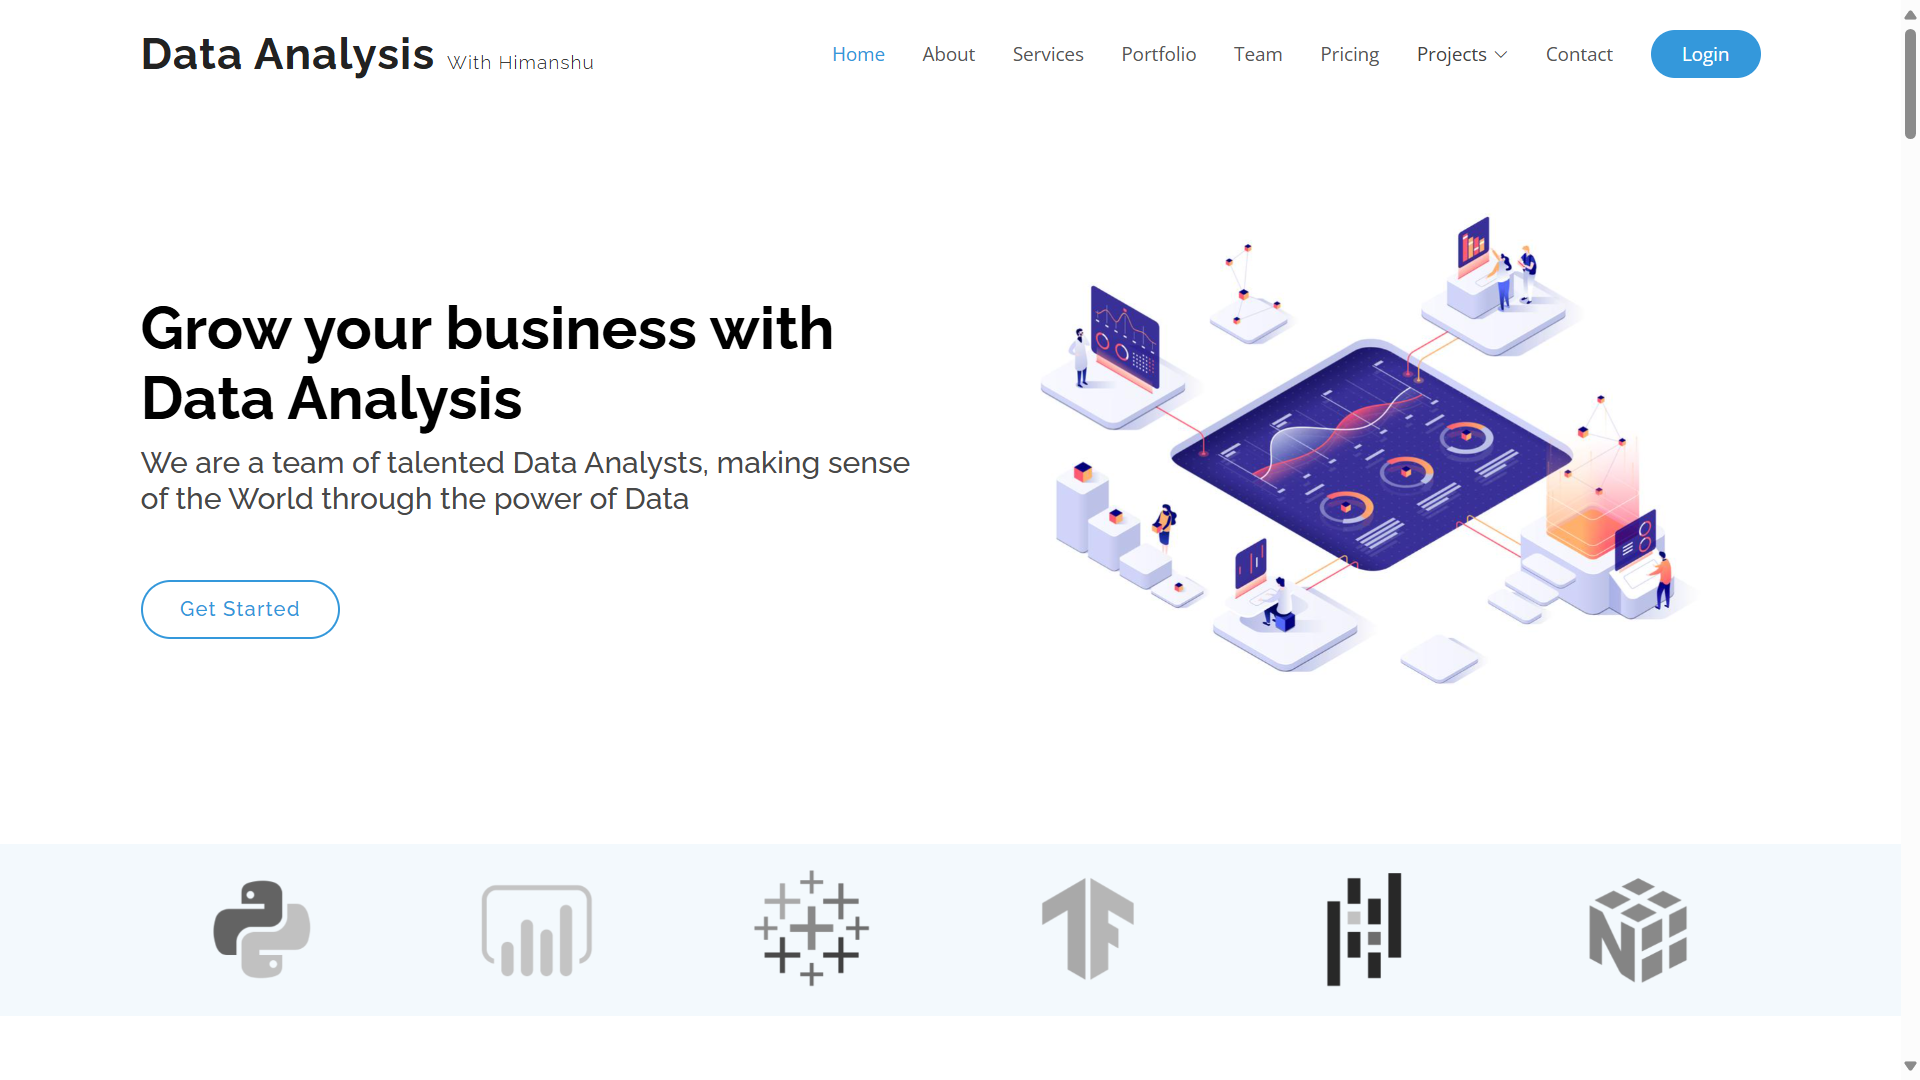 Data Analysis With Himanshu
Home About Services Portfolio Team Pricing Projects Contact Login
Grow your business with
Data Analysis
We are a team of talented Data Analysts, making sense
of the World through the power of Data
Get Started